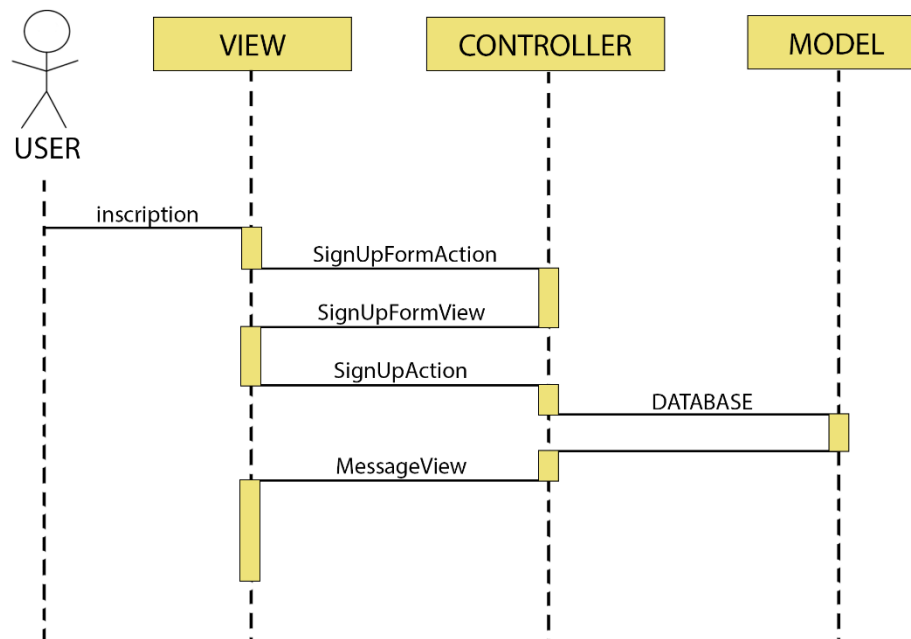 VIEW
CONTROLLER
MODEL
USER
inscription
SignUpFormAction
SignUpFormView
SignUpAction
DATABASE
MessageView